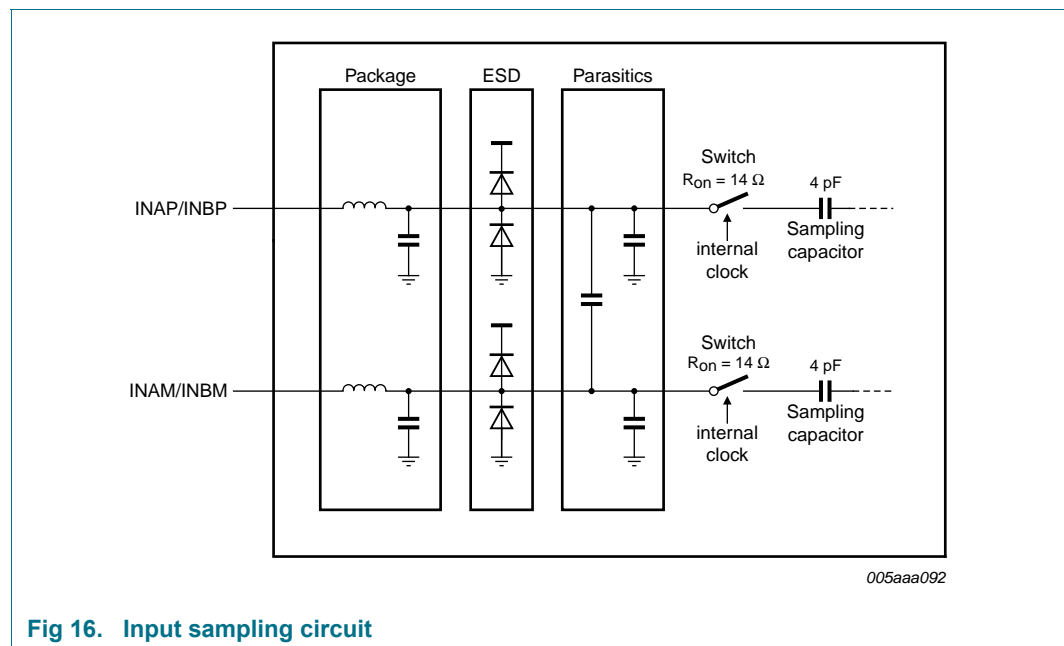 Package ESD Parasitics
Switch
Ron = 14 Ω
4 pF
INAP/INBP
internal
clock
Sampling
capacitor
Switch
Ron = 14 Ω
4 pF
INAM/INBM
internal
clock
Sampling
capacitor
005aaa092
Fig 16. Input sampling circuit